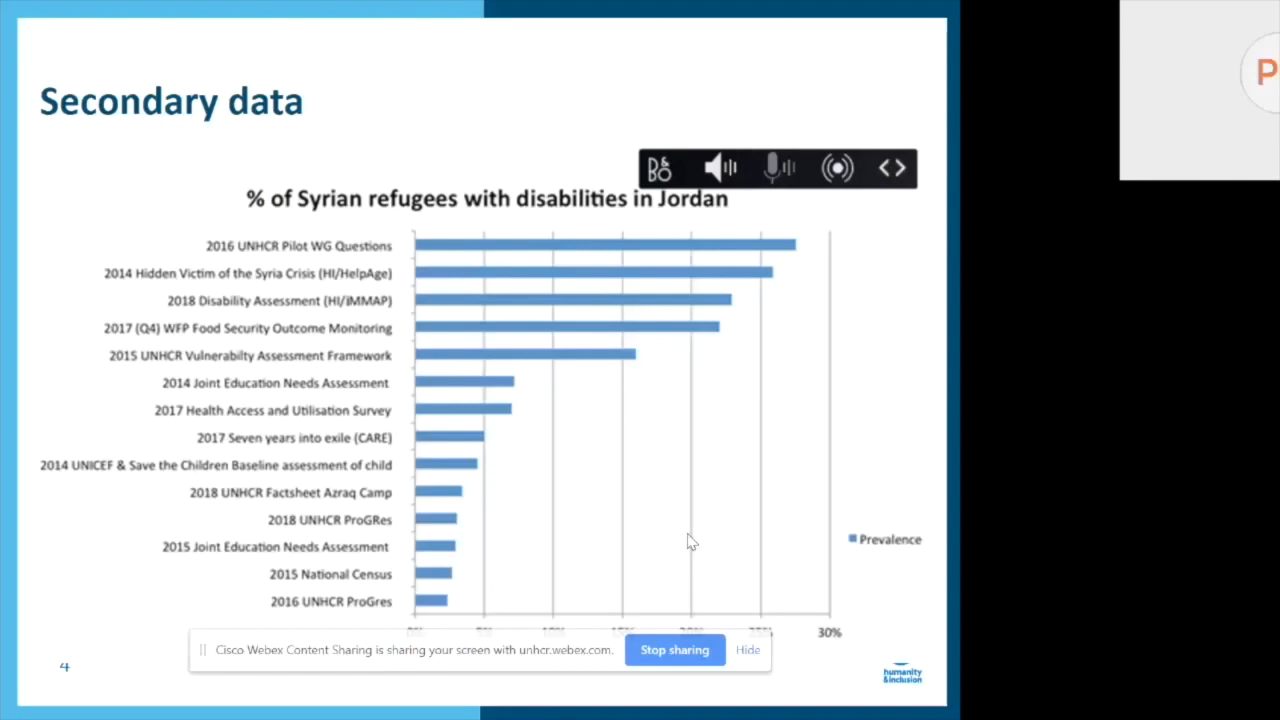 P
Secondary data
B&O
% of Syrian refugees with disabilities in Jordan
2016 UNHCR Pilot WG Questions
2014 Hidden Victim of the Syria Crisis (HI/HelpAge)
2018 Disability Assessment (HI/iMMAP)
2017 (Q4) WFP Food Security Outcome Monitoring
2015 UNHCR Vulnerabilty Assessment Framework
2014 Joint Education Needs Assessment
2017 Health Access and Utilisation Survey
2017 Seven years into exile (CARE)
2014 UNICEF & Save the Children Baseline assessment of child
2018 UNHCR Factsheet Azraq Camp
2018 UNHCR ProGRes
2015 Joint Education Needs Assessment
2015 National Census
2016 UNHCR ProGres
Prevalence
30%
Cisco Webex Content Sharing is sharing your screen with unhcr.webex.com.
Stop sharing
Hide
4
humanity
&inclusion